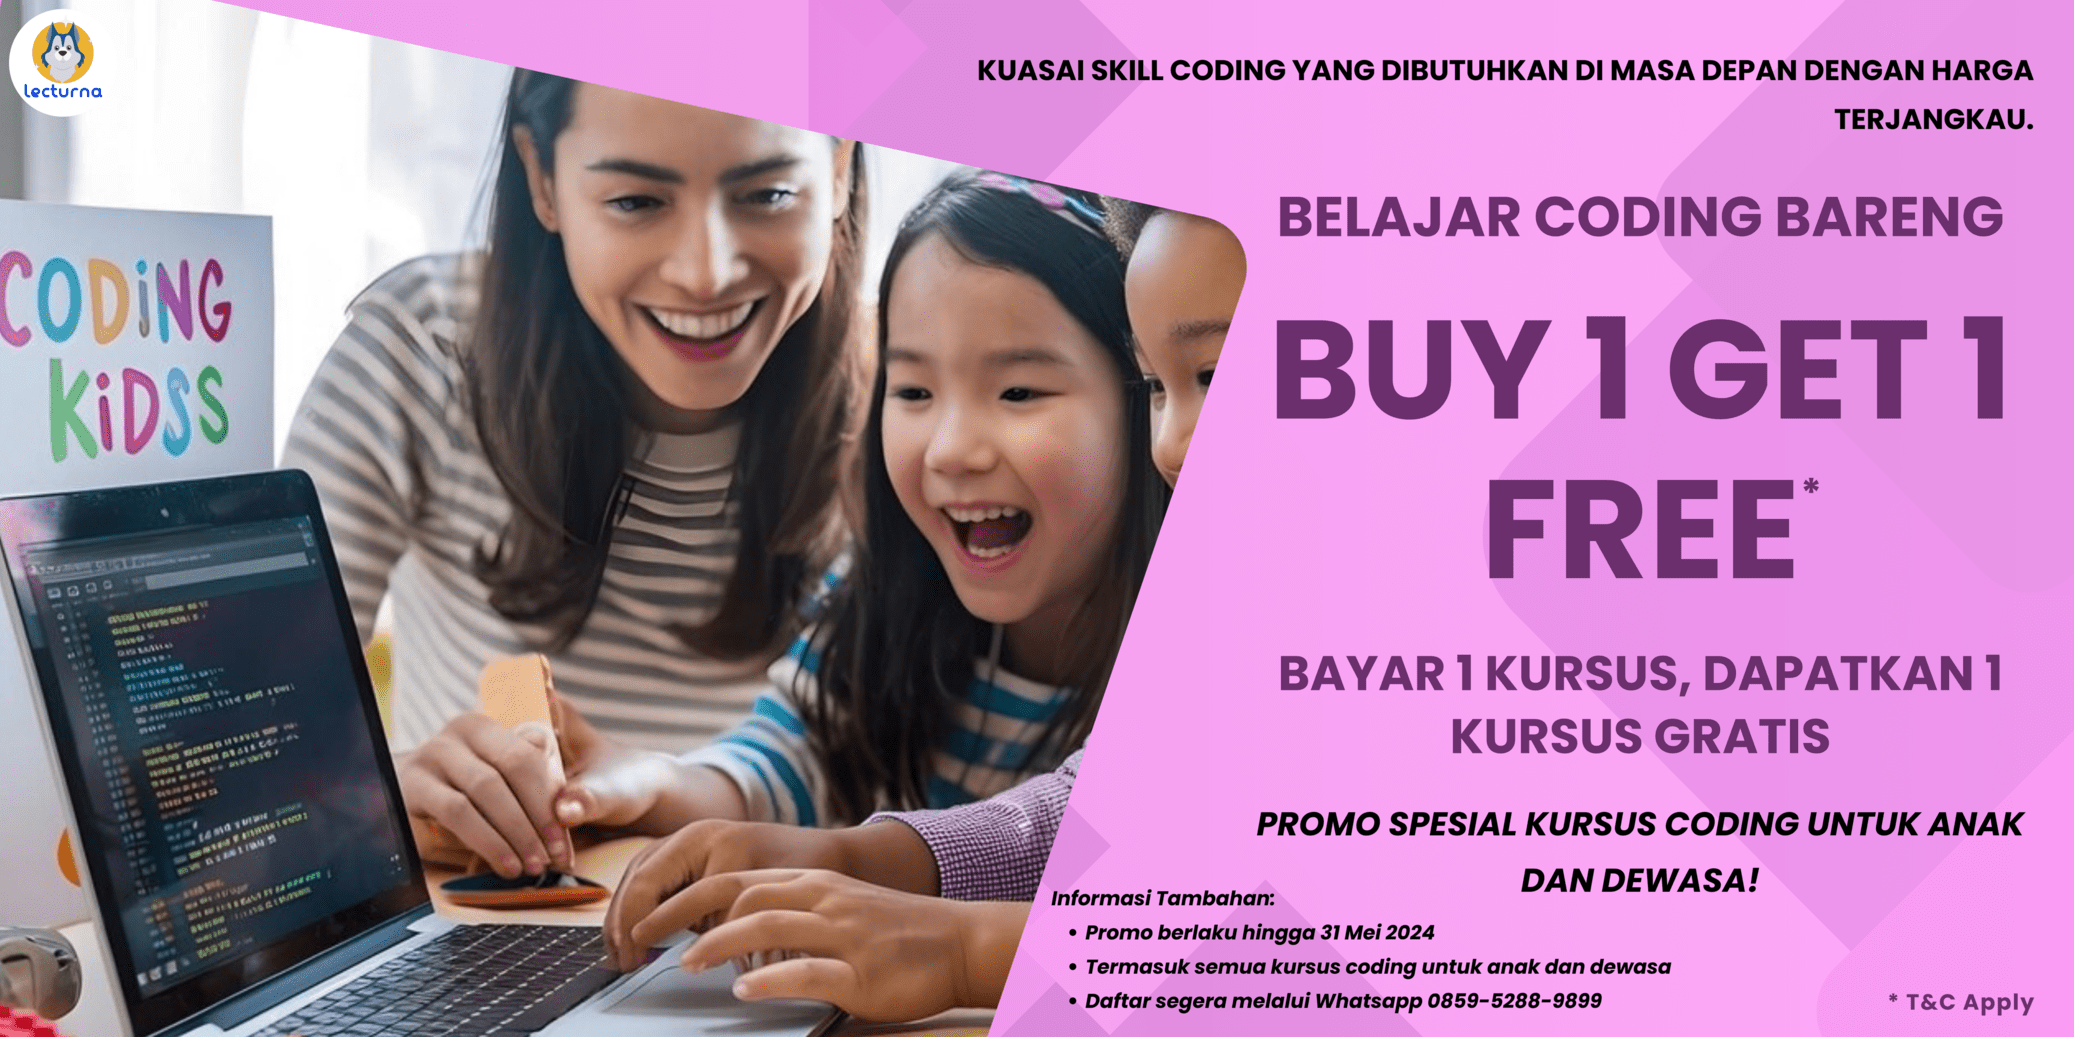 lecturna
KUASAI SKILL CODING YANG DIBUTUHKAN DI MASA DEPAN DENGAN HARGA
TERJANGKAU.
CODING
KIDSS
BELAJAR CODING BARENG
BUY 1 GET 1
FREE*
BAYAR 1 KURSUS, DAPATKAN 1
KURSUS GRATIS
PROMO SPESIAL KURSUS CODING UNTUK ANAK
DAN DEWASA!
Informasi Tambahan:
• Promo berlaku hingga 31 Mei 2024
• Termasuk semua kursus coding untuk anak dan dewasa
• Daftar segera melalui Whatsapp 0859-5288-9899
* T&C Apply